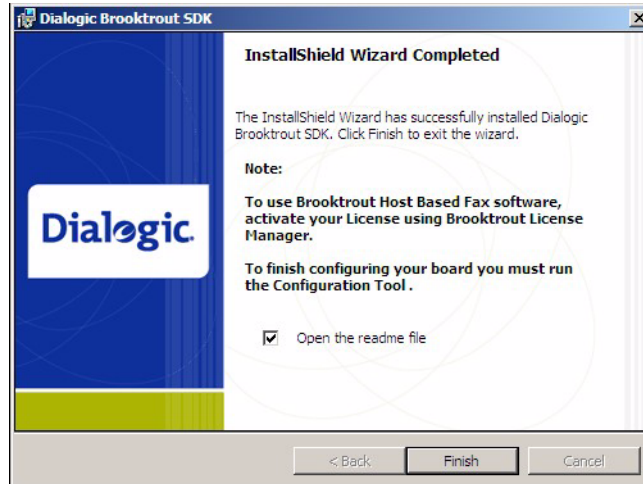 Dialogic Brooktrout SDK
InstallShield Wizard Completed
The InstallShield Wizard has successfully installed Dialogic
Brooktrout SDK. Click Finish to exit the wizard.
Note:
To use Brooktrout Host Based Fax software,
activate your License using Brooktrout License
Manager.
To finish configuring your board you must run
the Configuration Tool .
Dialogic.
Open the readme file
< Back
Finish
Cancel